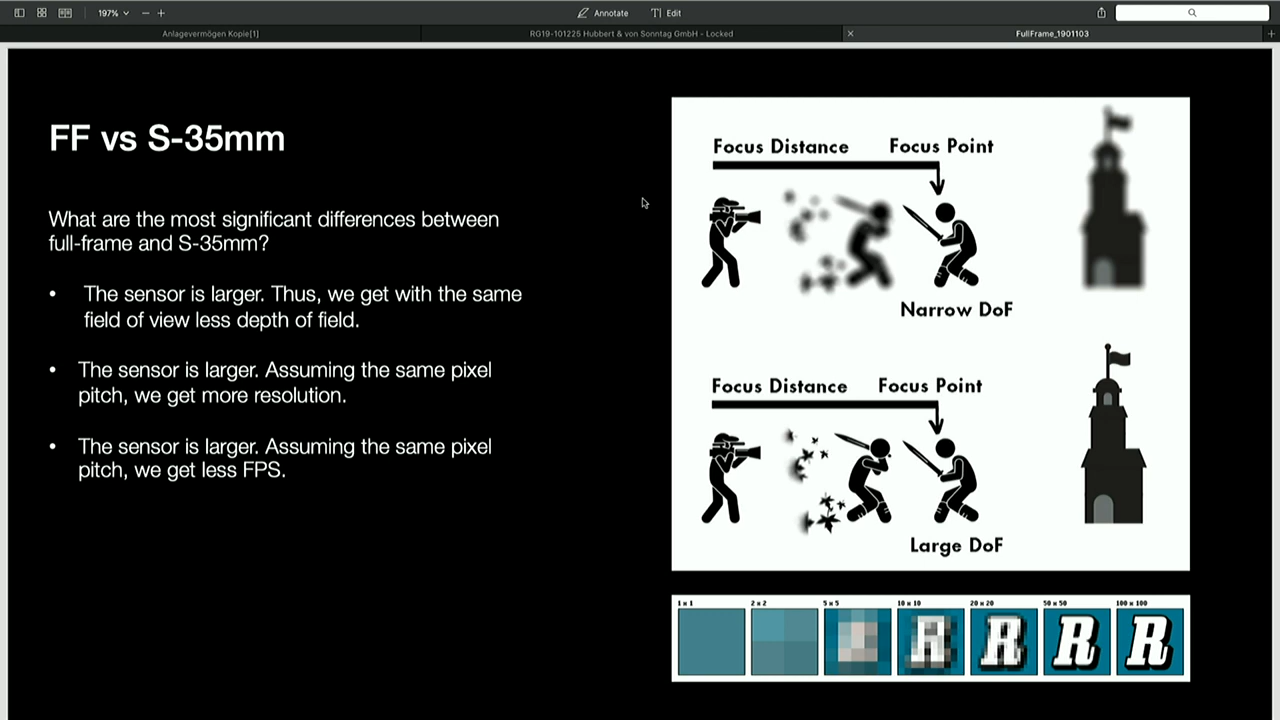 197%
Annotate
Edit
Anlagevermögen Kopie[1]
RG19-101225 Hubbert & von Sonntag GmbH – Locked
FullFrame_1901103
FF vs S-35mm
What are the most significant differences between
full-frame and S-35mm?
• The sensor is larger. Thus, we get with the same
field of view less depth of field.
• The sensor is larger. Assuming the same pixel
pitch, we get more resolution.
• The sensor is larger. Assuming the same pixel
pitch, we get less FPS.
Focus Distance Focus Point
Narrow DoF
Focus Distance Focus Point
Large DoF
1 x 1 2 x 2 5 x 5 10 x 10 20 x 20 50 x 50 100 x 100
R R R R